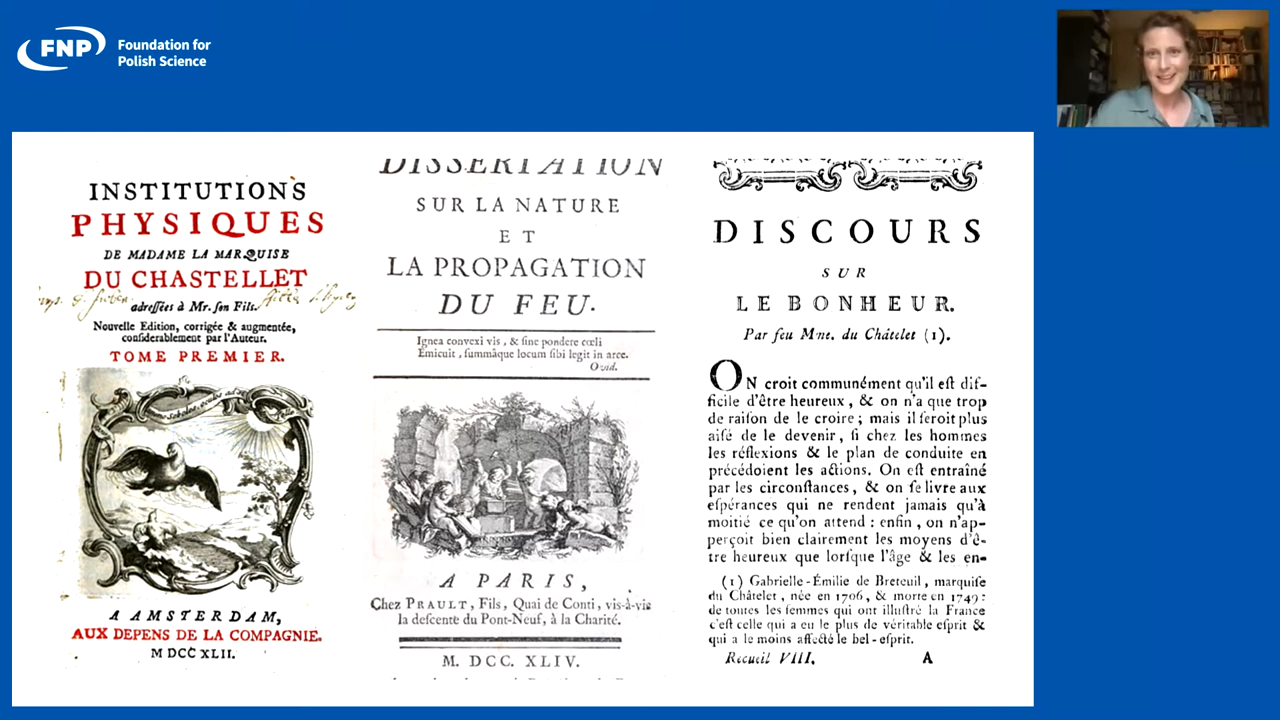 FNP
Foundation for
Polish Science
INSTITUTIONS
PHYSIQUES
DE MADAME LA MARQUISE
DU CHASTELLET
adreſſées à Mr. ſon Fils.
Nouvelle Edition, corrigée & augmentée,
conſiderablement par l'Auteur.
TOME PREMIER.
A AMSTERDAM,
AUX DEPENS DE LA COMPAGNIE.
M DCC XLII.
DISSERTATION
SUR LA NATURE
ET
LA PROPAGATION
DU FEU.
Ignea convexi vis, & ſine pondere cœli
Emicuit, ſummâque locum ſibi legit in arce.
Ovid.
A PARIS,
Chez PRAULT, Fils, Quai de Conti, vis-à-vis
la deſcente du Pont-Neuf, à la Charité.
M. DCC. XLIV.
DISCOURS
SUR
LE BONHEUR.
Par feu Mme. du Châtelet (1).
ON croit communément qu'il eſt dif-
ficile d'être heureux, & on n'a que trop
de raiſon de le croire; mais il ſeroit plus
aiſé de le devenir, ſi chez les hommes
les réflexions & le plan de conduite en
précédoient les actions. On eſt entraîné
par les circonſtances, & on ſe livre aux
eſpérances qui ne rendent jamais qu'à
moitié ce qu'on attend : enfin, on n'ap-
perçoit bien clairement les moyens d'ê-
tre heureux que lorſque l'âge & les en-
(1) Gabrielle-Émilie de Breteuil, marquiſe
du Châtelet, née en 1706, & morte en 1749:
de toutes les femmes qui ont illuſtré la France
c'eſt celle qui a eu le plus de véritable eſprit &
qui a le moins affecté le bel-eſprit.
Recueil VIII. A